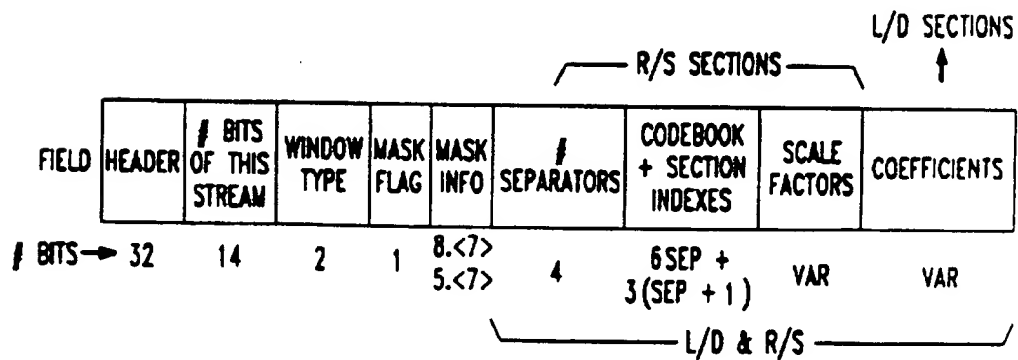 L/D SECTIONS
R/S SECTIONS
FIELD
HEADER
# BITS
OF THIS
STREAM
WINDOW
TYPE
MASK
FLAG
MASK
INFO
#
SEPARATORS
CODEBOOK
+ SECTION
INDEXES
SCALE
FACTORS
COEFFICIENTS
# BITS → 32
14
2
1
8.<7>
5.<7>
4
6SEP +
3(SEP + 1)
VAR
VAR
L/D & R/S